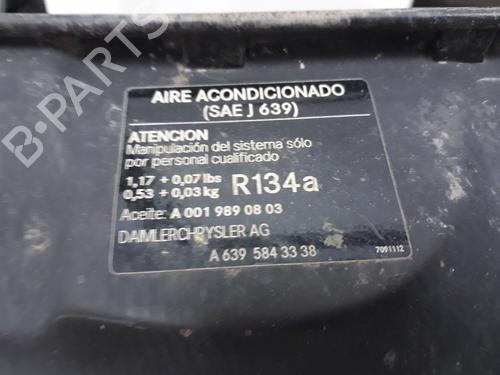 AIRE ACONDICIONADO
(SAE J 639)
ATENCION
Manipulación del sistema sólo
por personal cualificado
1,17 + 0,07 lbs
0,53 + 0,03 kg R134a
Aceite: A 001 989 08 03
DAIMLERCHRYSLER AG
A 639 584 33 38
7091112
B-PARTS